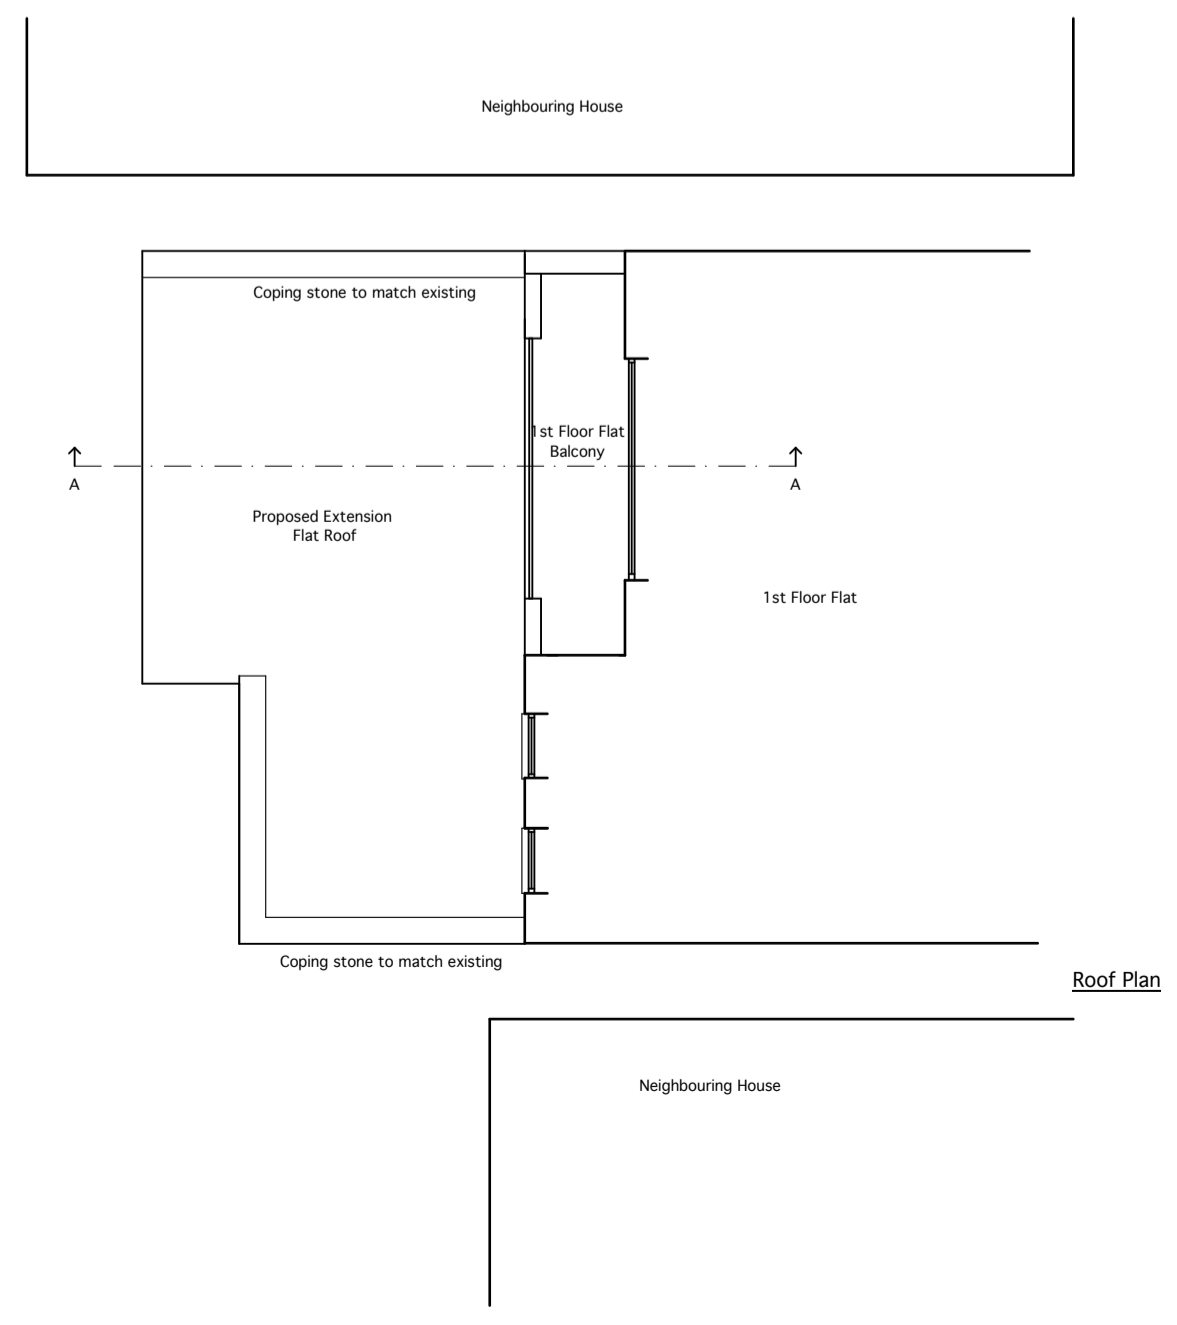 Neighbouring House
Coping stone to match existing
1st Floor Flat
Balcony
A
A
Proposed Extension
Flat Roof
1st Floor Flat
Coping stone to match existing
Roof Plan
Neighbouring House